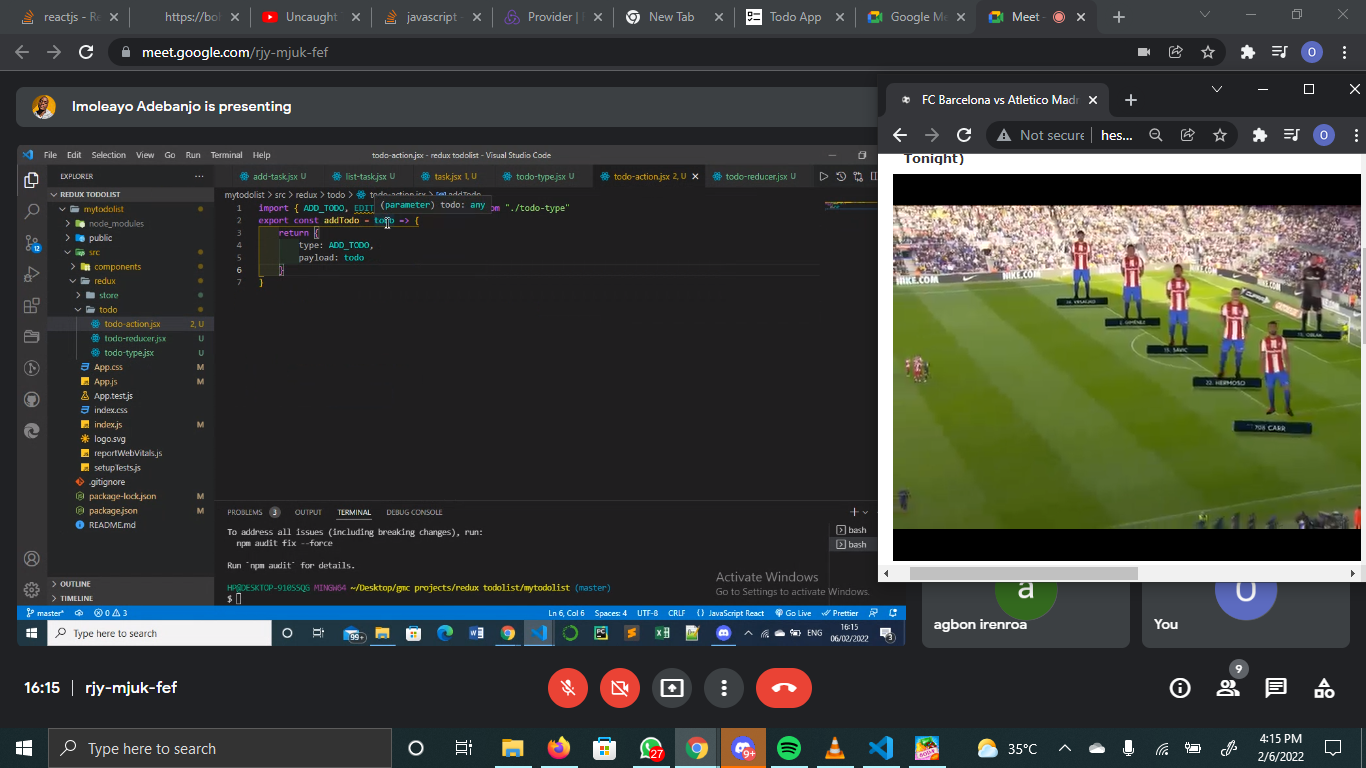 reactjs - Re
https://bol
Uncaught
javascript -
Provider |
New Tab
Todo App
Google Me
Meet -
meet.google.com/rjy-mjuk-fef
O
Imoleayo Adebanjo is presenting
FC Barcelona vs Atletico Madr
Not secure
hes...
O
Tonight)
File Edit Selection View Go Run Terminal Help
todo-action.jsx - redux todolist - Visual Studio Code
EXPLORER
add-task.jsx U
list-task.jsx U
task.jsx 1, U
todo-type.jsx U
todo-action.jsx 2, U
todo-reducer.jsx U
REDUX TODOLIST
mytodolist
node_modules
public
src
components
redux
store
todo
todo-action.jsx 2, U
todo-reducer.jsx U
todo-type.jsx U
App.css M
App.js M
App.test.js
index.css
index.js M
logo.svg
reportWebVitals.js
setupTests.js
.gitignore
package-lock.json M
package.json M
README.md
OUTLINE
TIMELINE
12
mytodolist > src > redux > todo > todo-action.jsx > addTodo
(parameter) todo: any
1 import { ADD_TODO, EDIT om "./todo-type"
2 export const addTodo = todo => {
3 return {
4 type: ADD_TODO,
5 payload: todo
6 }
7 }
PROBLEMS 3 OUTPUT TERMINAL DEBUG CONSOLE
To address all issues (including breaking changes), run:
npm audit fix --force
Run `npm audit` for details.
HP@DESKTOP-910SSQG MINGW64 ~/Desktop/gmc projects/redux todolist/mytodolist (master)
$
bash
bash
Activate Windows
Go to Settings to activate Windows.
master* 0 3
Ln 6, Col 6 Spaces: 4 UTF-8 CRLF {} JavaScript React Go Live Prettier
Type here to search
99+
ENG
16:15
06/02/2022
3
NIKE.COM
NIKE.COM
24. VRSALJKO
2. GIMÉNEZ
15. SAVIC
22. HERMOSO
13. OBLAK
CARR
a
agbon irenroa
U
You
16:15 | rjy-mjuk-fef
9
Type here to search
27
9+
35°C
4:15 PM
2/6/2022